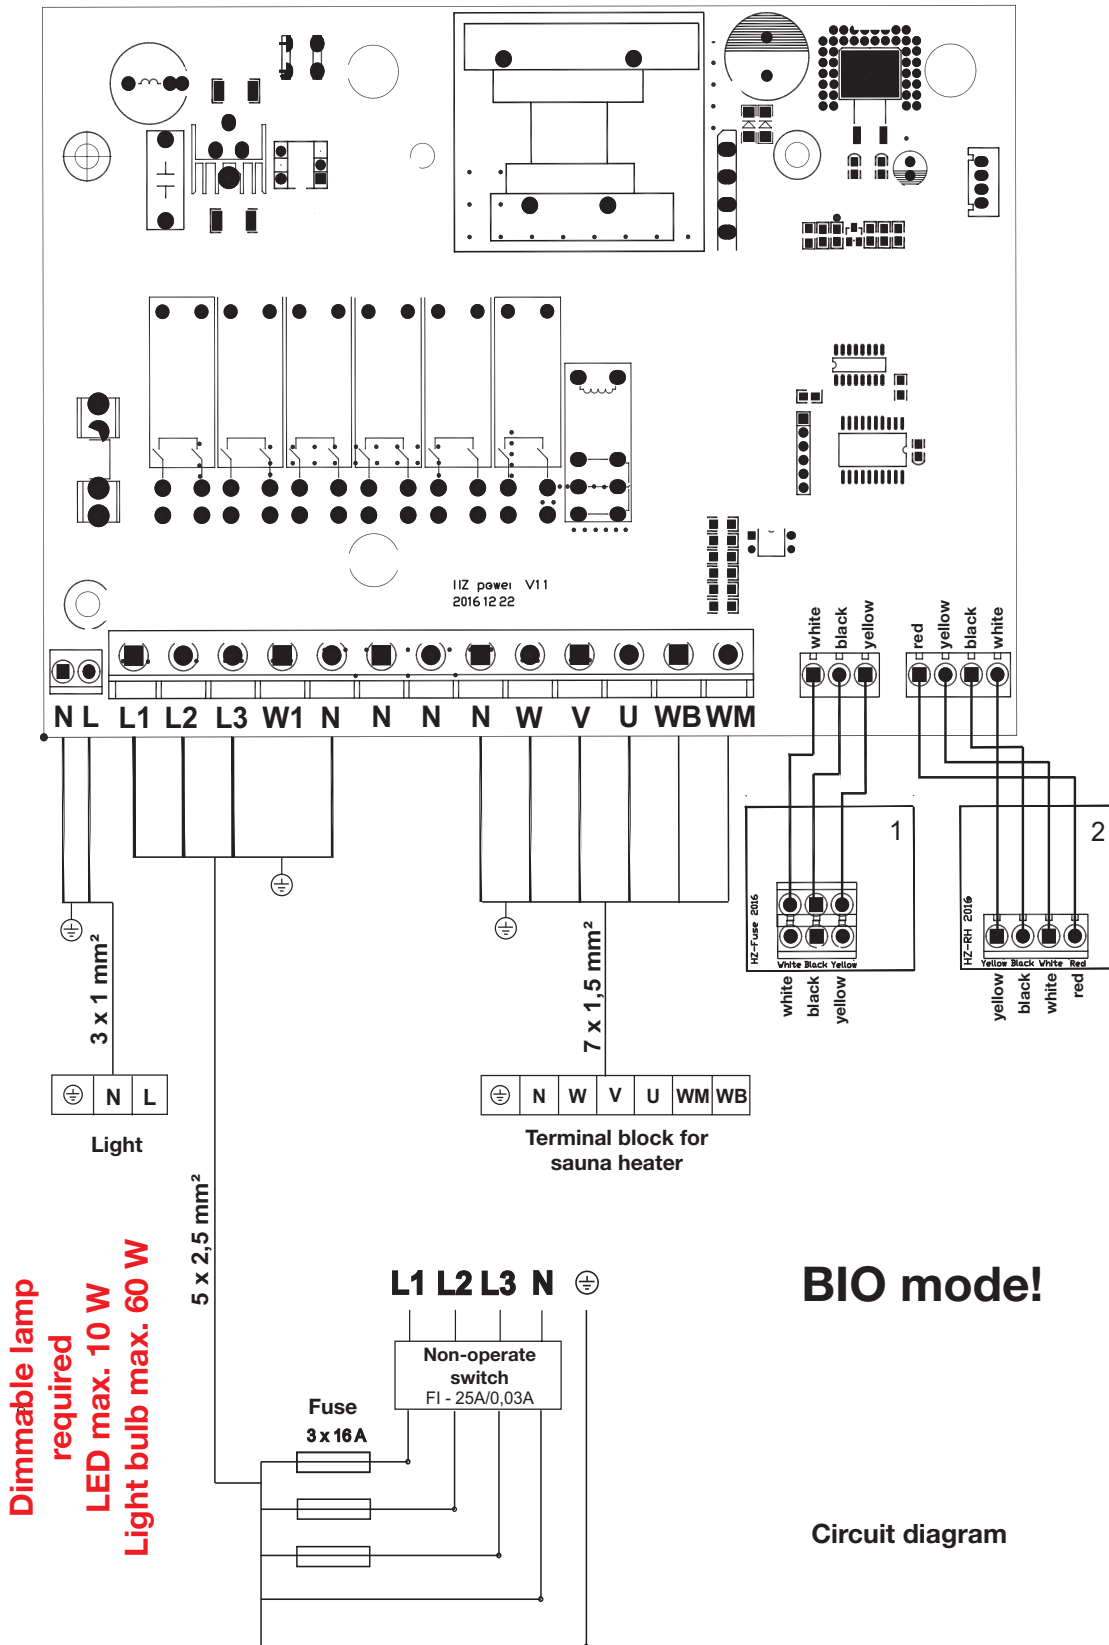 IIZ power V11
2016 12 22
white
black
yellow
red
yellow
black
white
N L L1 L2 L3 W1 N N N N W V U WB WM
1
2
HZ-Fuse 2016
White Black Yellow
white
black
yellow
HZ-RH 2016
Yellow Black White Red
yellow
black
white
red
3 x 1 mm²
7 x 1,5 mm²
N L
Light
N W V U WM WB
Terminal block for
sauna heater
5 x 2,5 mm²
L1 L2 L3 N
Non-operate
switch
FI - 25A/0,03A
Fuse
3 x 16 A
BIO mode!
Dimmable lamp
required
LED max. 10 W
Light bulb max. 60 W
Circuit diagram